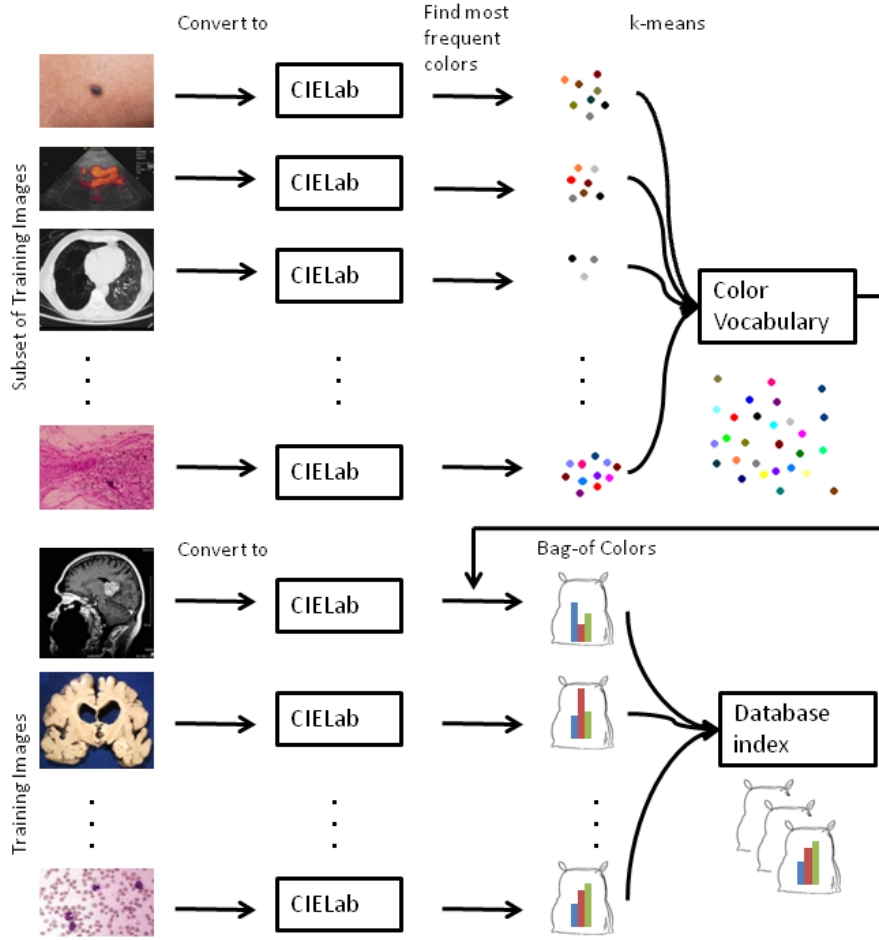 Convert to
Find most
frequent
colors
k-means
CIELab
CIELab
CIELab
Subset of Training Images
Color
Vocabulary
CIELab
Convert to
Bag-of Colors
CIELab
CIELab
Database
index
Training Images
CIELab